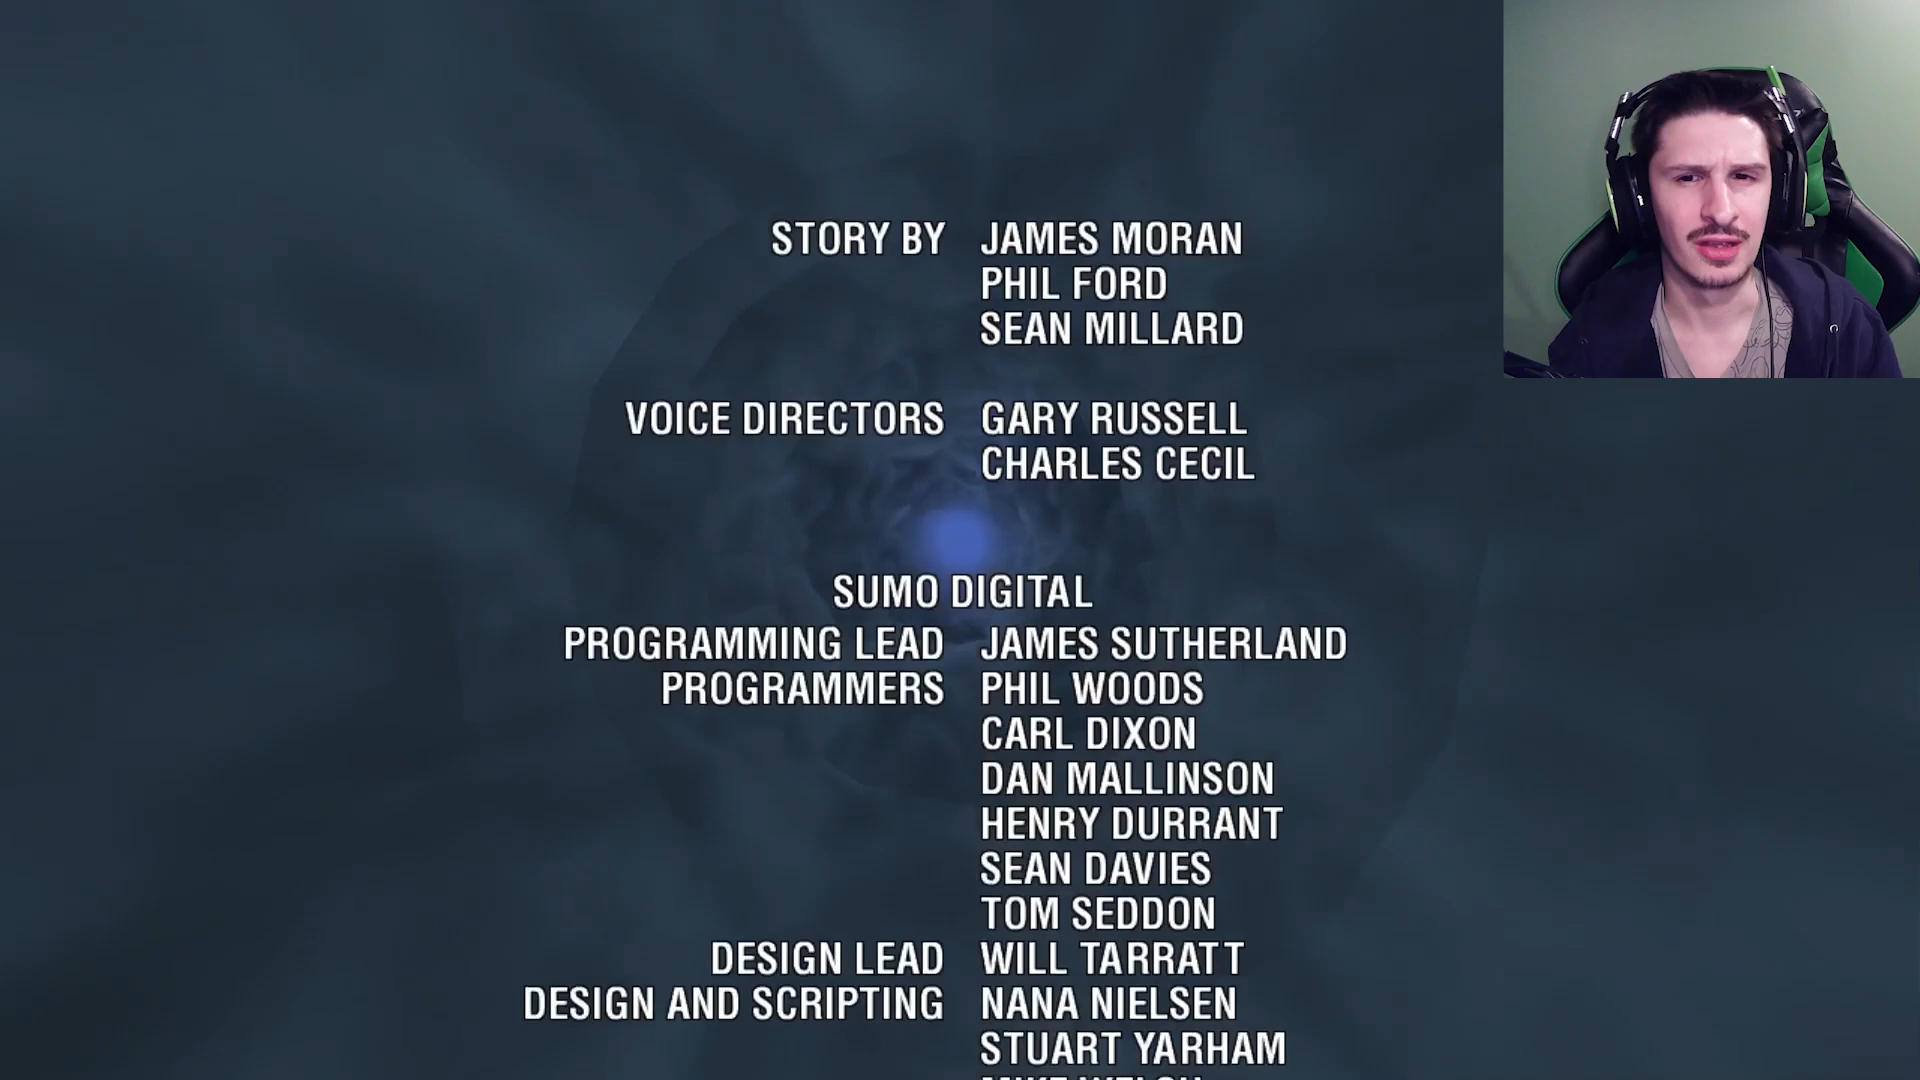 STORY BY JAMES MORAN
PHIL FORD
SEAN MILLARD
VOICE DIRECTORS GARY RUSSELL
CHARLES CECIL
SUMO DIGITAL
PROGRAMMING LEAD JAMES SUTHERLAND
PROGRAMMERS PHIL WOODS
CARL DIXON
DAN MALLINSON
HENRY DURRANT
SEAN DAVIES
TOM SEDDON
DESIGN LEAD WILL TARRATT
DESIGN AND SCRIPTING NANA NIELSEN
STUART YARHAM